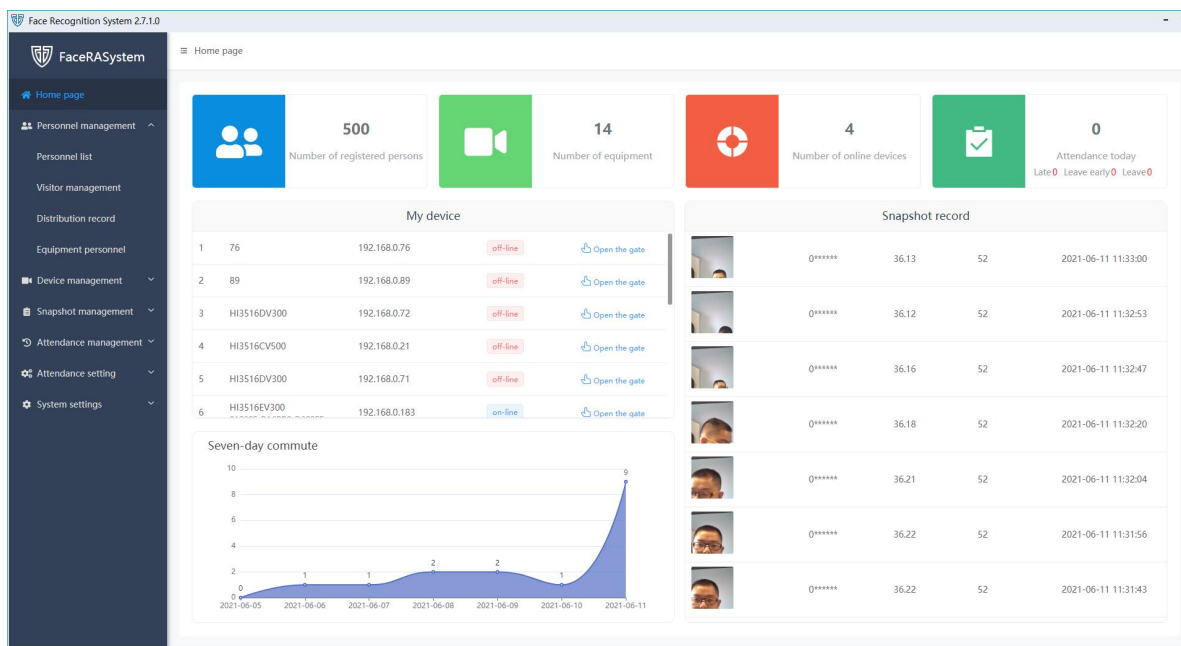 Face Recognition System 2.7.1.0
FaceRASystem
Home page
Home page
Personnel management
Personnel list
Visitor management
Distribution record
Equipment personnel
Device management
Snapshot management
Attendance management
Attendance setting
System settings
500
Number of registered persons
14
Number of equipment
4
Number of online devices
0
Attendance today
Late 0 Leave early 0 Leave 0
My device
1 76 192.168.0.76 off-line Open the gate
2 89 192.168.0.89 off-line Open the gate
3 HI3516DV300 192.168.0.72 off-line Open the gate
4 HI3516CV500 192.168.0.21 off-line Open the gate
5 HI3516DV300 192.168.0.71 off-line Open the gate
6 HI3516EV300 192.168.0.183 on-line Open the gate
Seven-day commute
10
8
6
4
2
0
0
1
1
2
2
1
9
2021-06-05 2021-06-06 2021-06-07 2021-06-08 2021-06-09 2021-06-10 2021-06-11
Snapshot record
0****** 36.13 52 2021-06-11 11:33:00
0****** 36.12 52 2021-06-11 11:32:53
0****** 36.16 52 2021-06-11 11:32:47
0****** 36.18 52 2021-06-11 11:32:20
0****** 36.21 52 2021-06-11 11:32:04
0****** 36.22 52 2021-06-11 11:31:56
0****** 36.22 52 2021-06-11 11:31:43